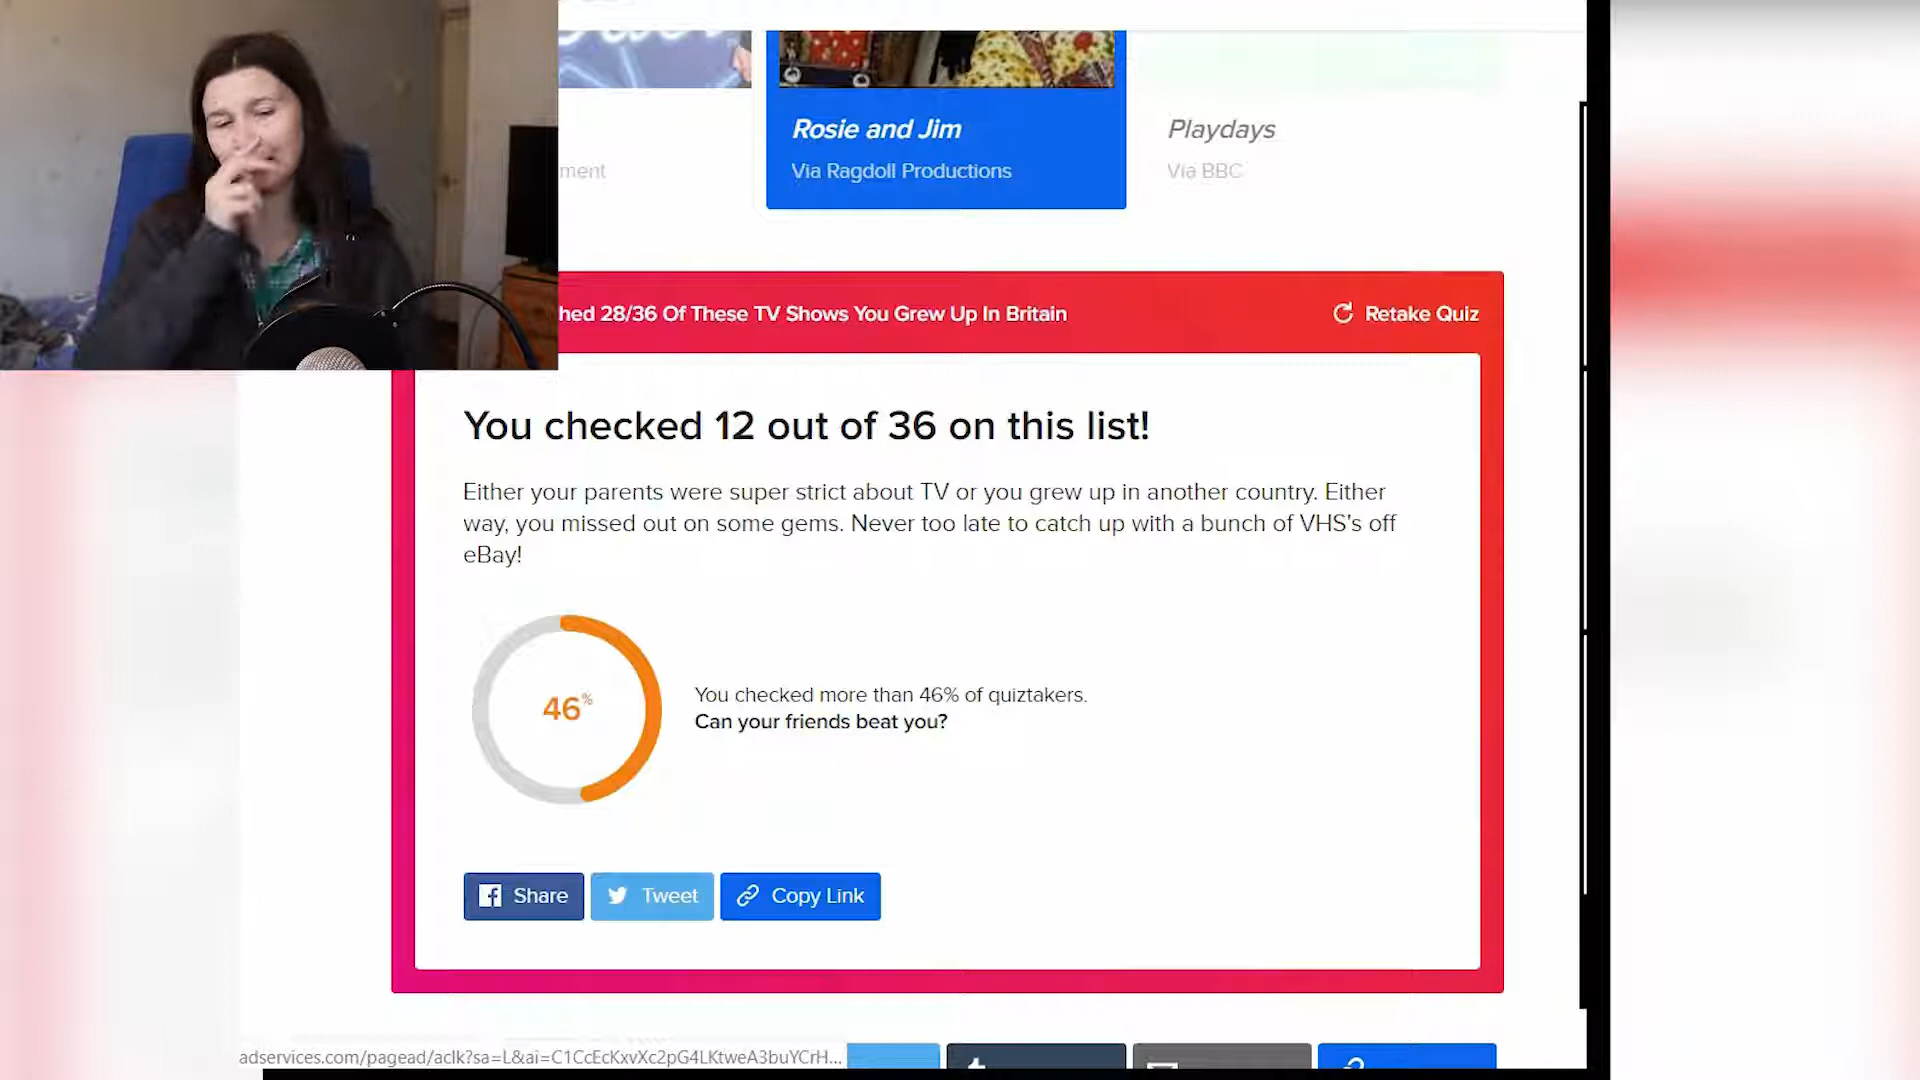 Rosie and Jim
Via Ragdoll Productions
Playdays
Via BBC
ment
hed 28/36 Of These TV Shows You Grew Up In Britain
Retake Quiz
You checked 12 out of 36 on this list!
Either your parents were super strict about TV or you grew up in another country. Either
way, you missed out on some gems. Never too late to catch up with a bunch of VHS's off
eBay!
46%
You checked more than 46% of quiztakers.
Can your friends beat you?
Share
Tweet
Copy Link
adservices.com/pagead/aclk?sa=L&ai=C1CcEcKxvXc2pG4LKtweA3buYCrH...